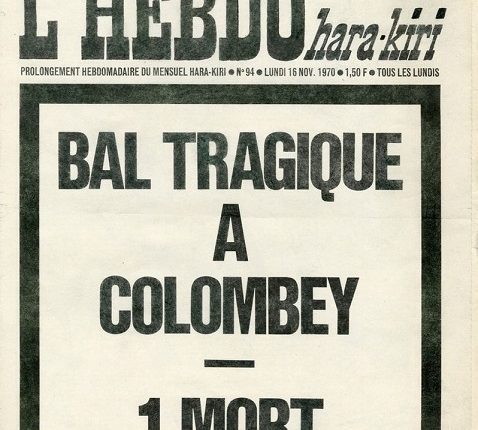 L'HEBDO hara-kiri
PROLONGEMENT HEBDOMADAIRE DU MENSUEL HARA-KIRI ● N° 94 ● LUNDI 16 NOV. 1970 ● 1,50 F ● TOUS LES LUNDIS
BAL TRAGIQUE
A
COLOMBEY
—
1 MORT